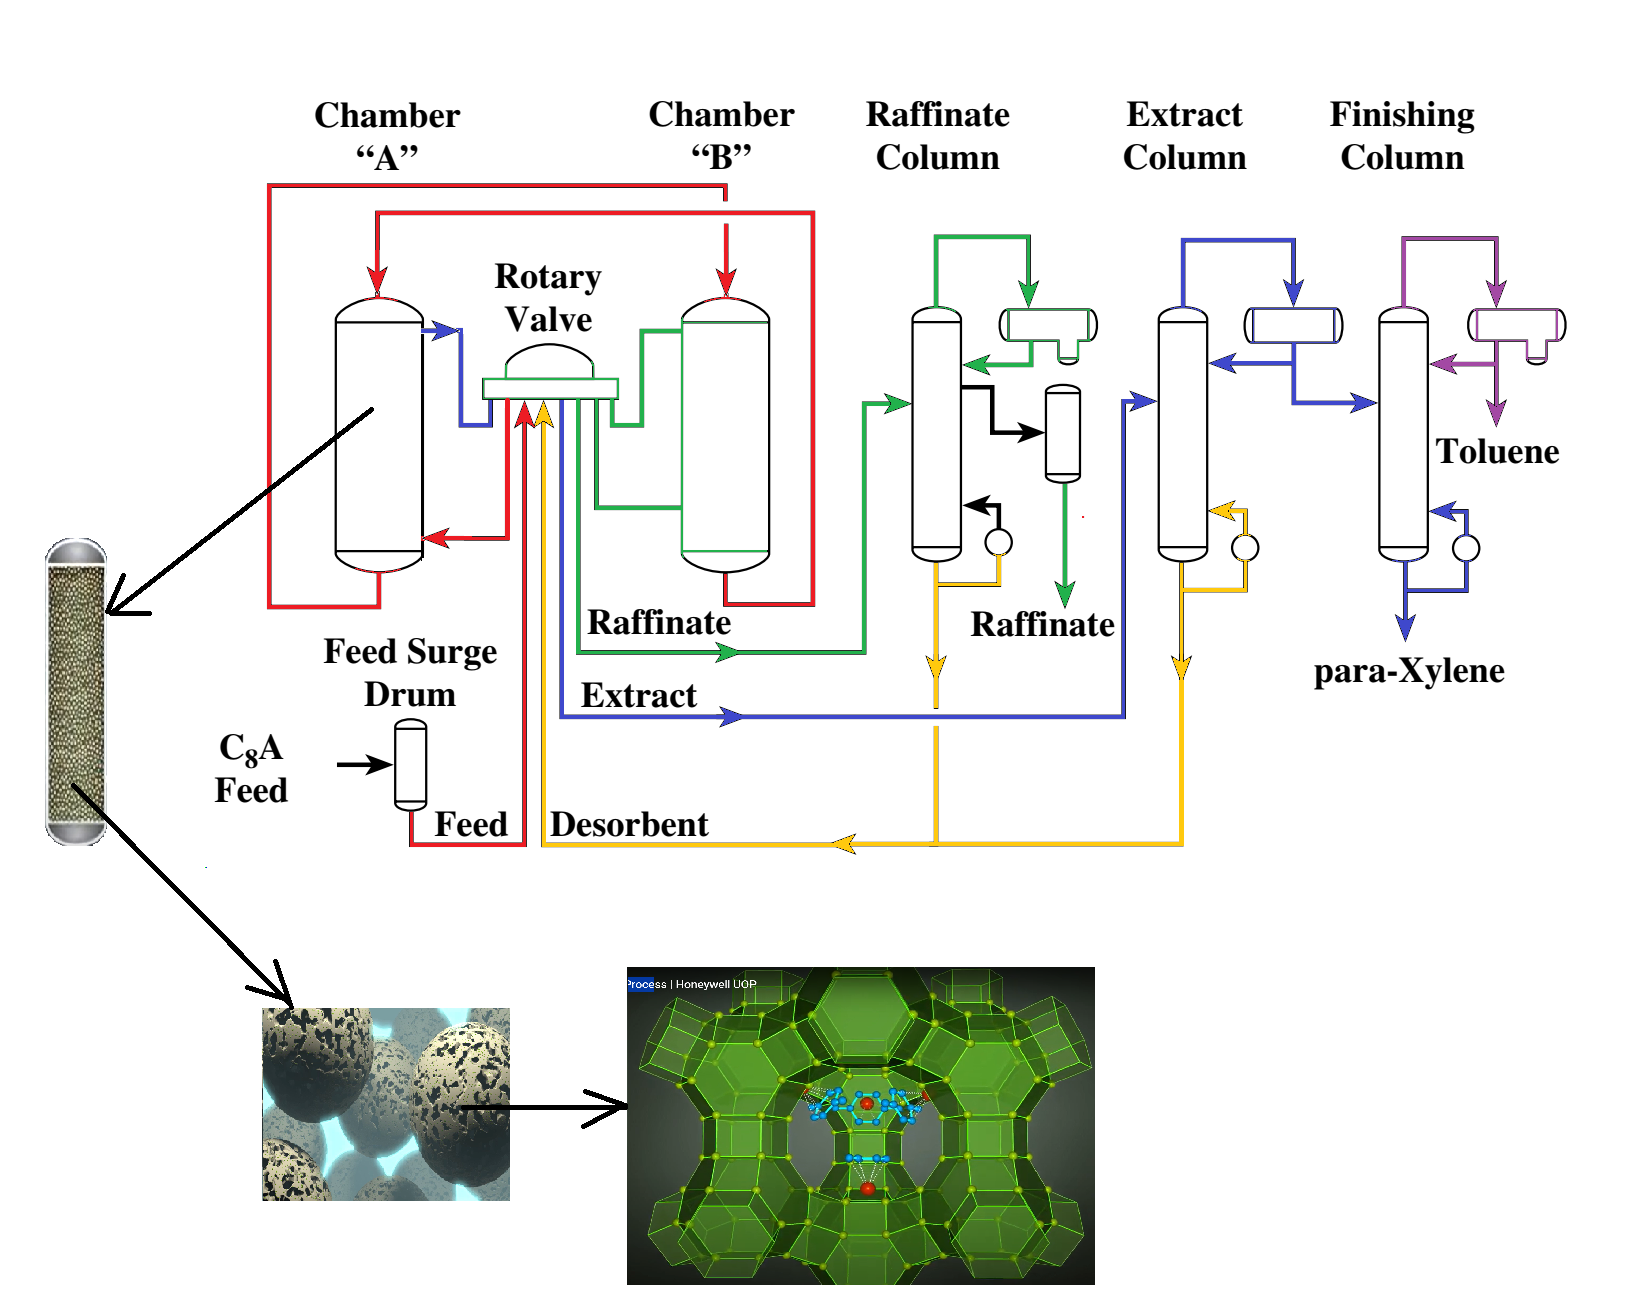 Chamber
“A”
Chamber
“B”
Raffinate
Column
Extract
Column
Finishing
Column
Rotary
Valve
Toluene
Raffinate
Raffinate
para-Xylene
Feed Surge
Drum
Extract
C₈A
Feed
Feed
Desorbent
Process | Honeywell UOP